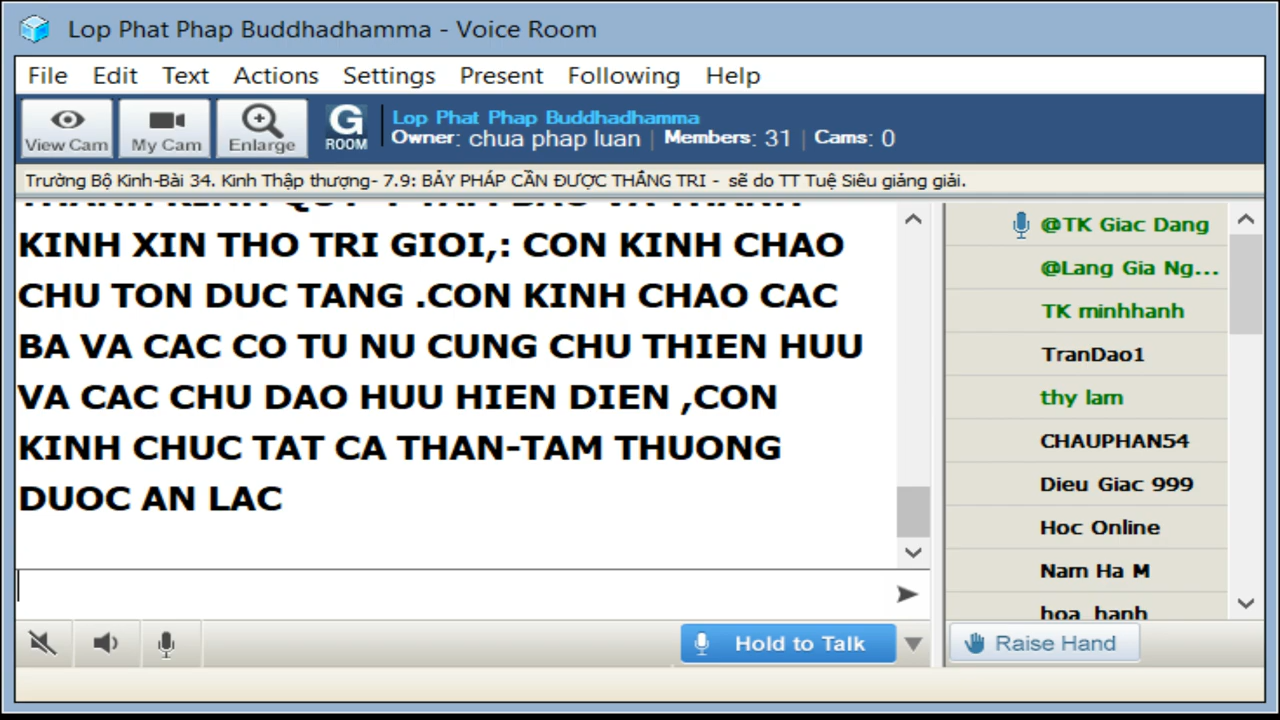 Lop Phat Phap Buddhadhamma - Voice Room
File Edit Text Actions Settings Present Following Help
View Cam My Cam Enlarge G ROOM
Lop Phat Phap Buddhadhamma
Owner: chua phap luan | Members: 31 | Cams: 0
Trường Bộ Kinh-Bài 34. Kinh Thập thượng- 7.9: BẢY PHÁP CẦN ĐƯỢC THẮNG TRI - sẽ do TT Tuệ Siêu giảng giải.
KINH XIN THO TRI GIOI,: CON KINH CHAO
CHU TON DUC TANG .CON KINH CHAO CAC
BA VA CAC CO TU NU CUNG CHU THIEN HUU
VA CAC CHU DAO HUU HIEN DIEN ,CON
KINH CHUC TAT CA THAN-TAM THUONG
DUOC AN LAC
@TK Giac Dang
@Lang Gia Ng...
TK minhhanh
TranDao1
thy lam
CHAUPHAN54
Dieu Giac 999
Hoc Online
Nam Ha M
hoa_hanh
Hold to Talk
Raise Hand